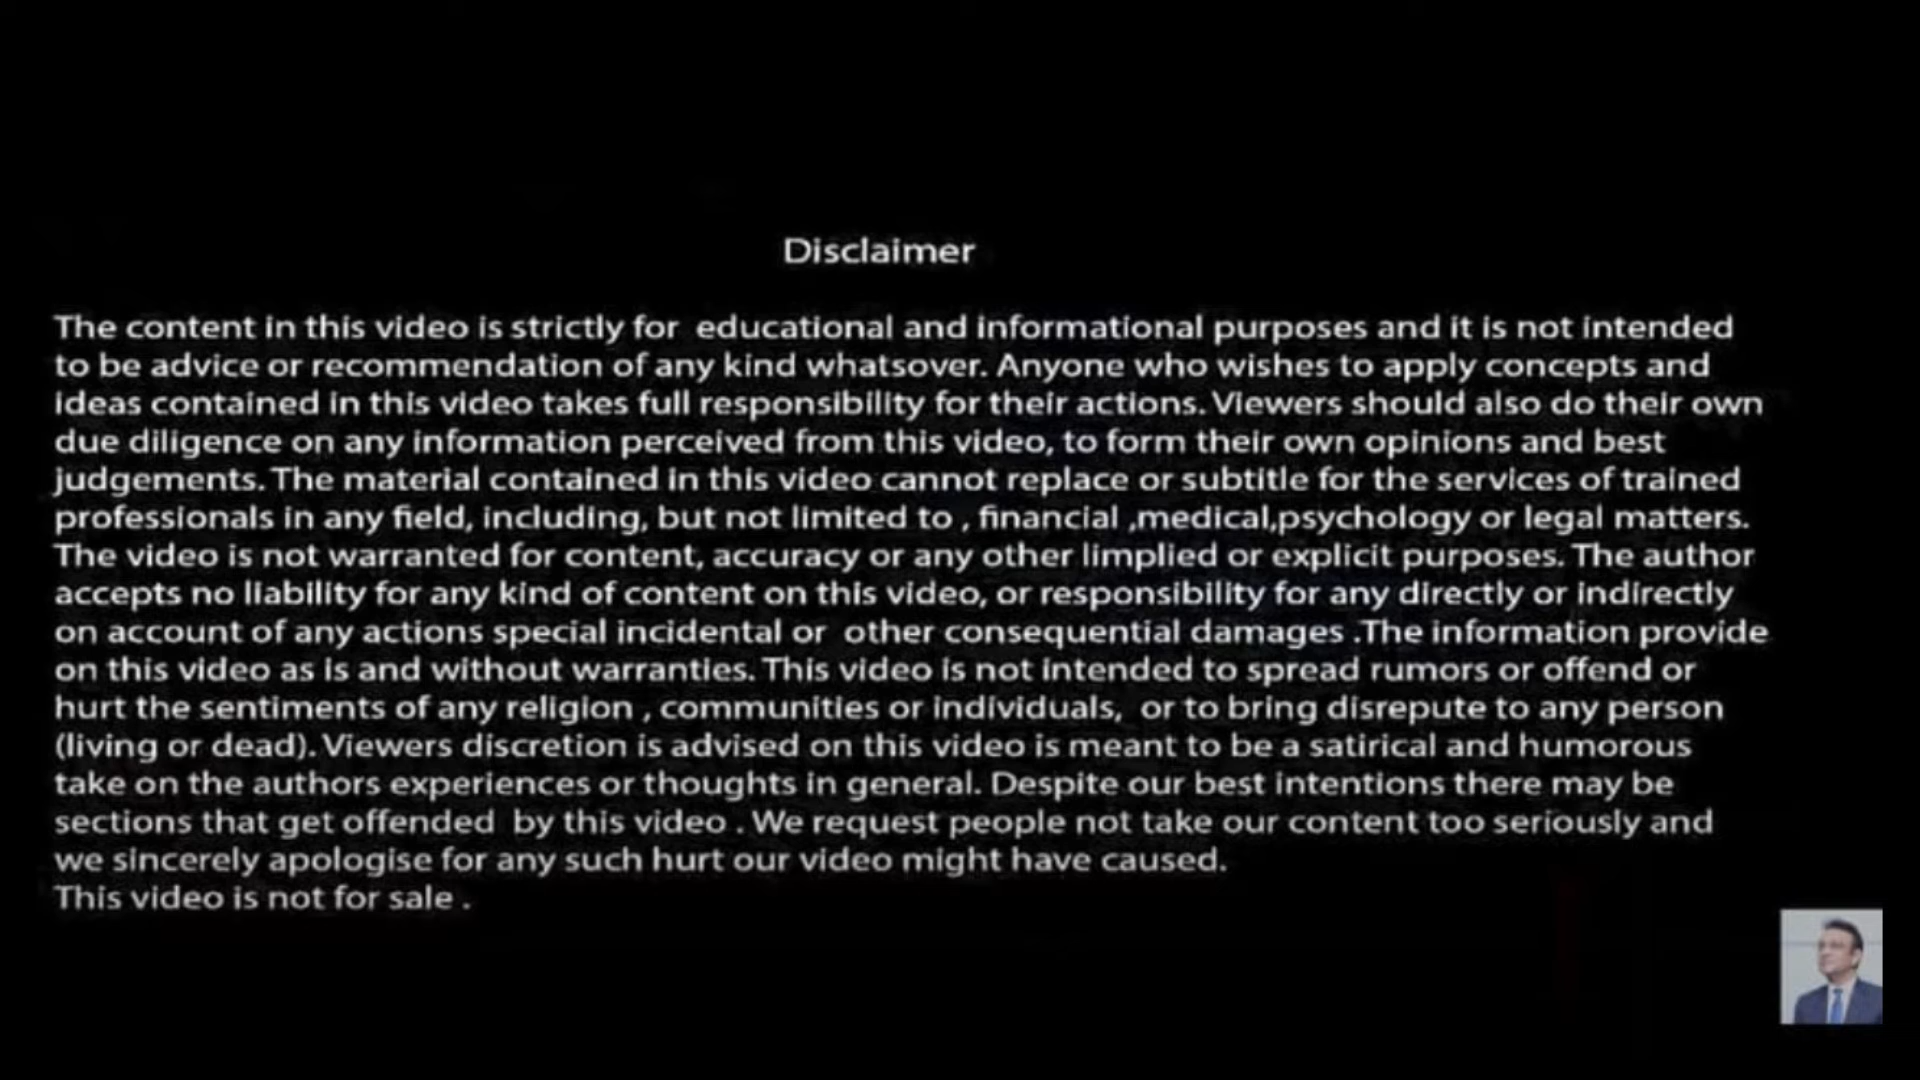 Disclaimer
The content in this video is strictly for educational and informational purposes and it is not intended
to be advice or recommendation of any kind whatsover. Anyone who wishes to apply concepts and
ideas contained in this video takes full responsibility for their actions. Viewers should also do their own
due diligence on any information perceived from this video, to form their own opinions and best
judgements. The material contained in this video cannot replace or subtitle for the services of trained
professionals in any field, including, but not limited to , financial ,medical,psychology or legal matters.
The video is not warranted for content, accuracy or any other limplied or explicit purposes. The author
accepts no liability for any kind of content on this video, or responsibility for any directly or indirectly
on account of any actions special incidental or other consequential damages .The information provide
on this video as is and without warranties. This video is not intended to spread rumors or offend or
hurt the sentiments of any religion , communities or individuals, or to bring disrepute to any person
(living or dead). Viewers discretion is advised on this video is meant to be a satirical and humorous
take on the authors experiences or thoughts in general. Despite our best intentions there may be
sections that get offended by this video . We request people not take our content too seriously and
we sincerely apologise for any such hurt our video might have caused.
This video is not for sale .